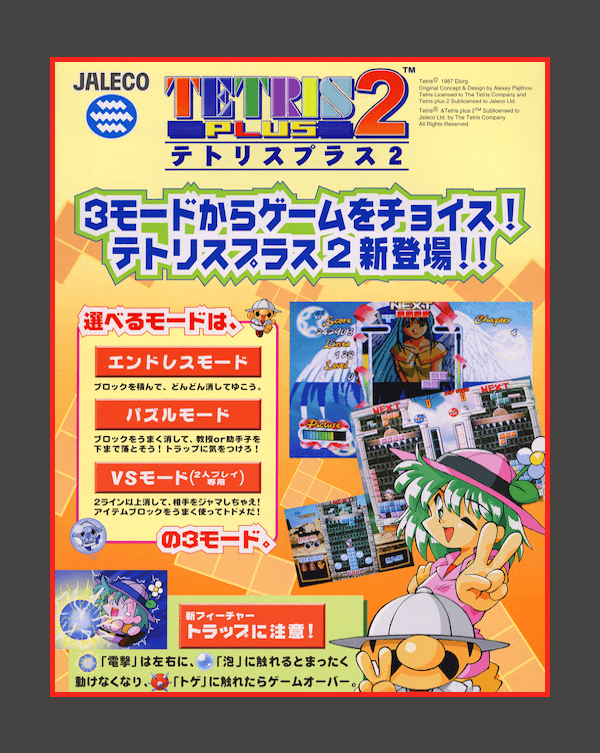 JALECO
TETRIS 2™
PLUS
テトリスプラス2
Tetris© 1987 Elorg.
Original Concept & Design by Alexey Pajitnov.
Tetris Licensed to The Tetris Company and
Tetris plus 2 Sublicensed to Jaleco Ltd.
Tetris® &Tetris plus 2™ Sublicensed to
Jaleco Ltd. by The Tetris Company
All Rights Reserved.
3モードからゲームをチョイス!
テトリスプラス2新登場!!
選べるモードは、
エンドレスモード
ブロックを積んで、どんどん消してゆこう。
パズルモード
ブロックをうまく消して、教授or助手子を
下まで落とそう!トラップに気をつけろ!
VSモード(2人プレイ専用)
2ライン以上消して、相手をジャマしちゃえ!
アイテムブロックをうまく使ってトドメだ!
の3モード。
NEXT
Score
Chapter
4
Lines
128
Level
Picture
NEXT
NEXT
新フィーチャー
トラップに注意!
「電撃」は左右に、「泡」に触れるとまったく
動けなくなり、「トゲ」に触れたらゲームオーバー。